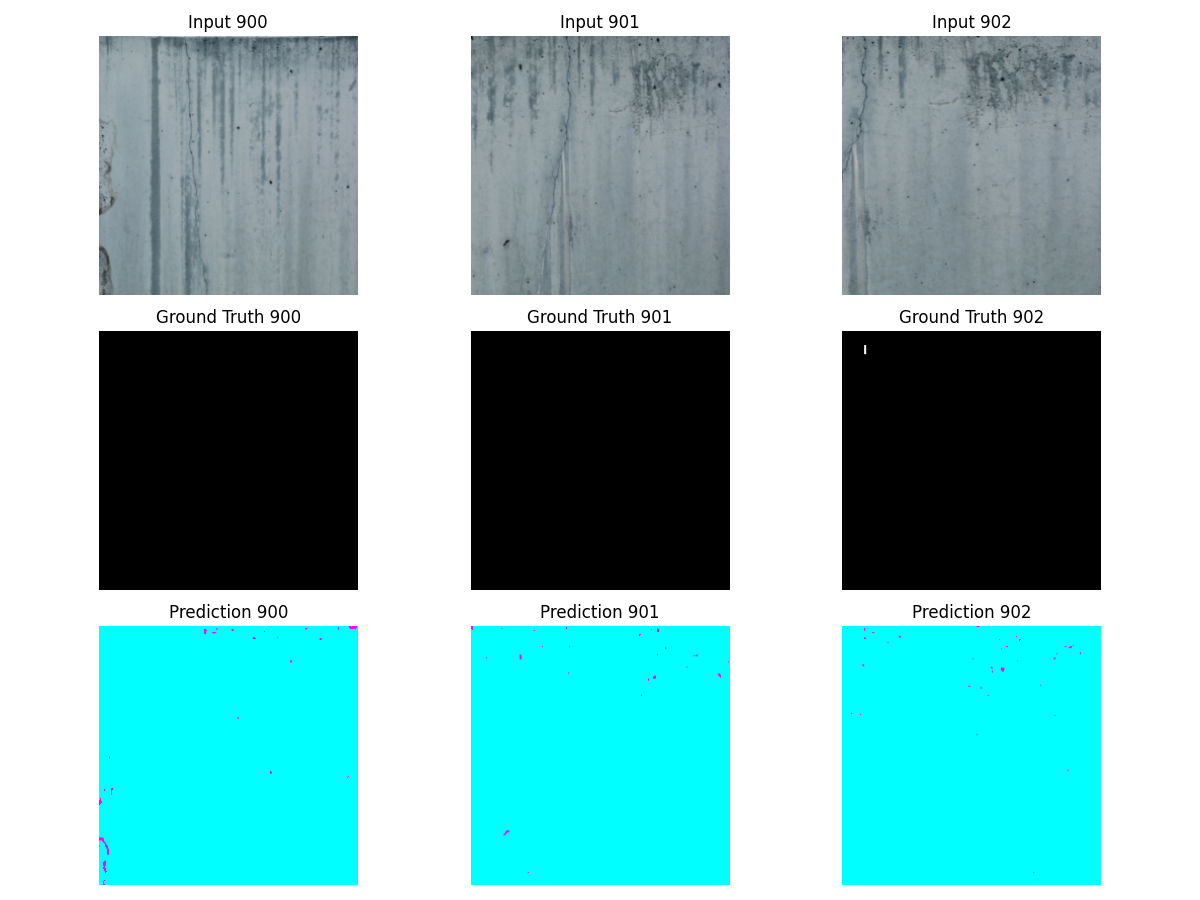 Input 900
Input 901
Input 902
Ground Truth 900
Ground Truth 901
Ground Truth 902
Prediction 900
Prediction 901
Prediction 902